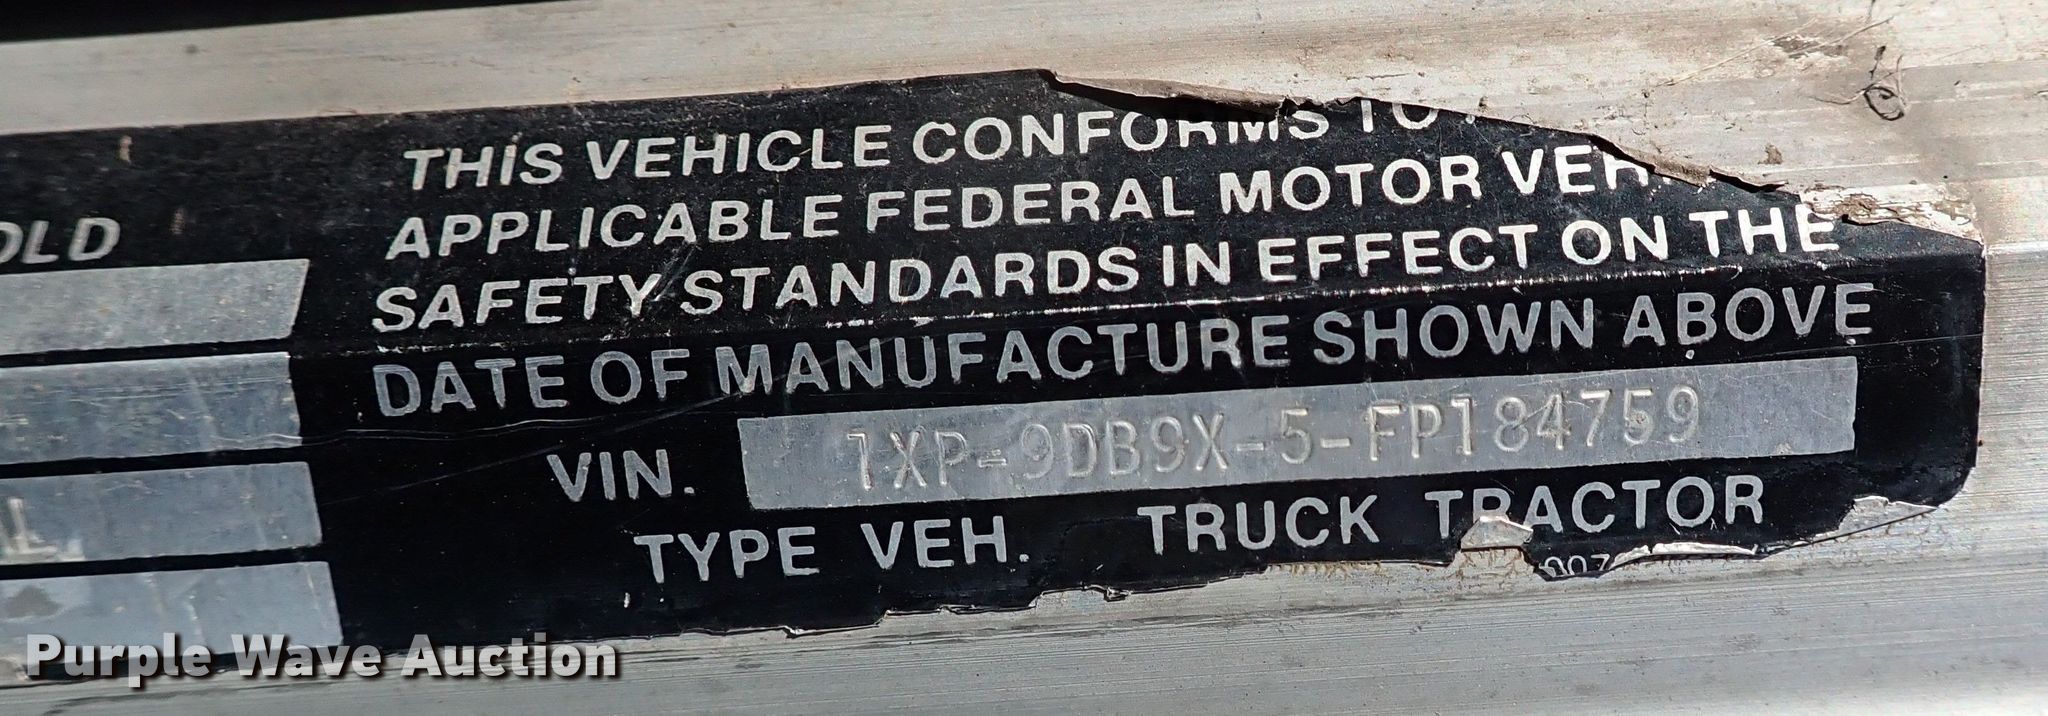 THIS VEHICLE CONFORMS TO
APPLICABLE FEDERAL MOTOR
SAFETY STANDARDS IN EFFECT ON THE
DATE OF MANUFACTURE SHOWN ABOVE
VIN. 1XP-9DB9X-5-FP184759
TYPE VEH. TRUCK TRACTOR
OLD
Purple Wave Auction